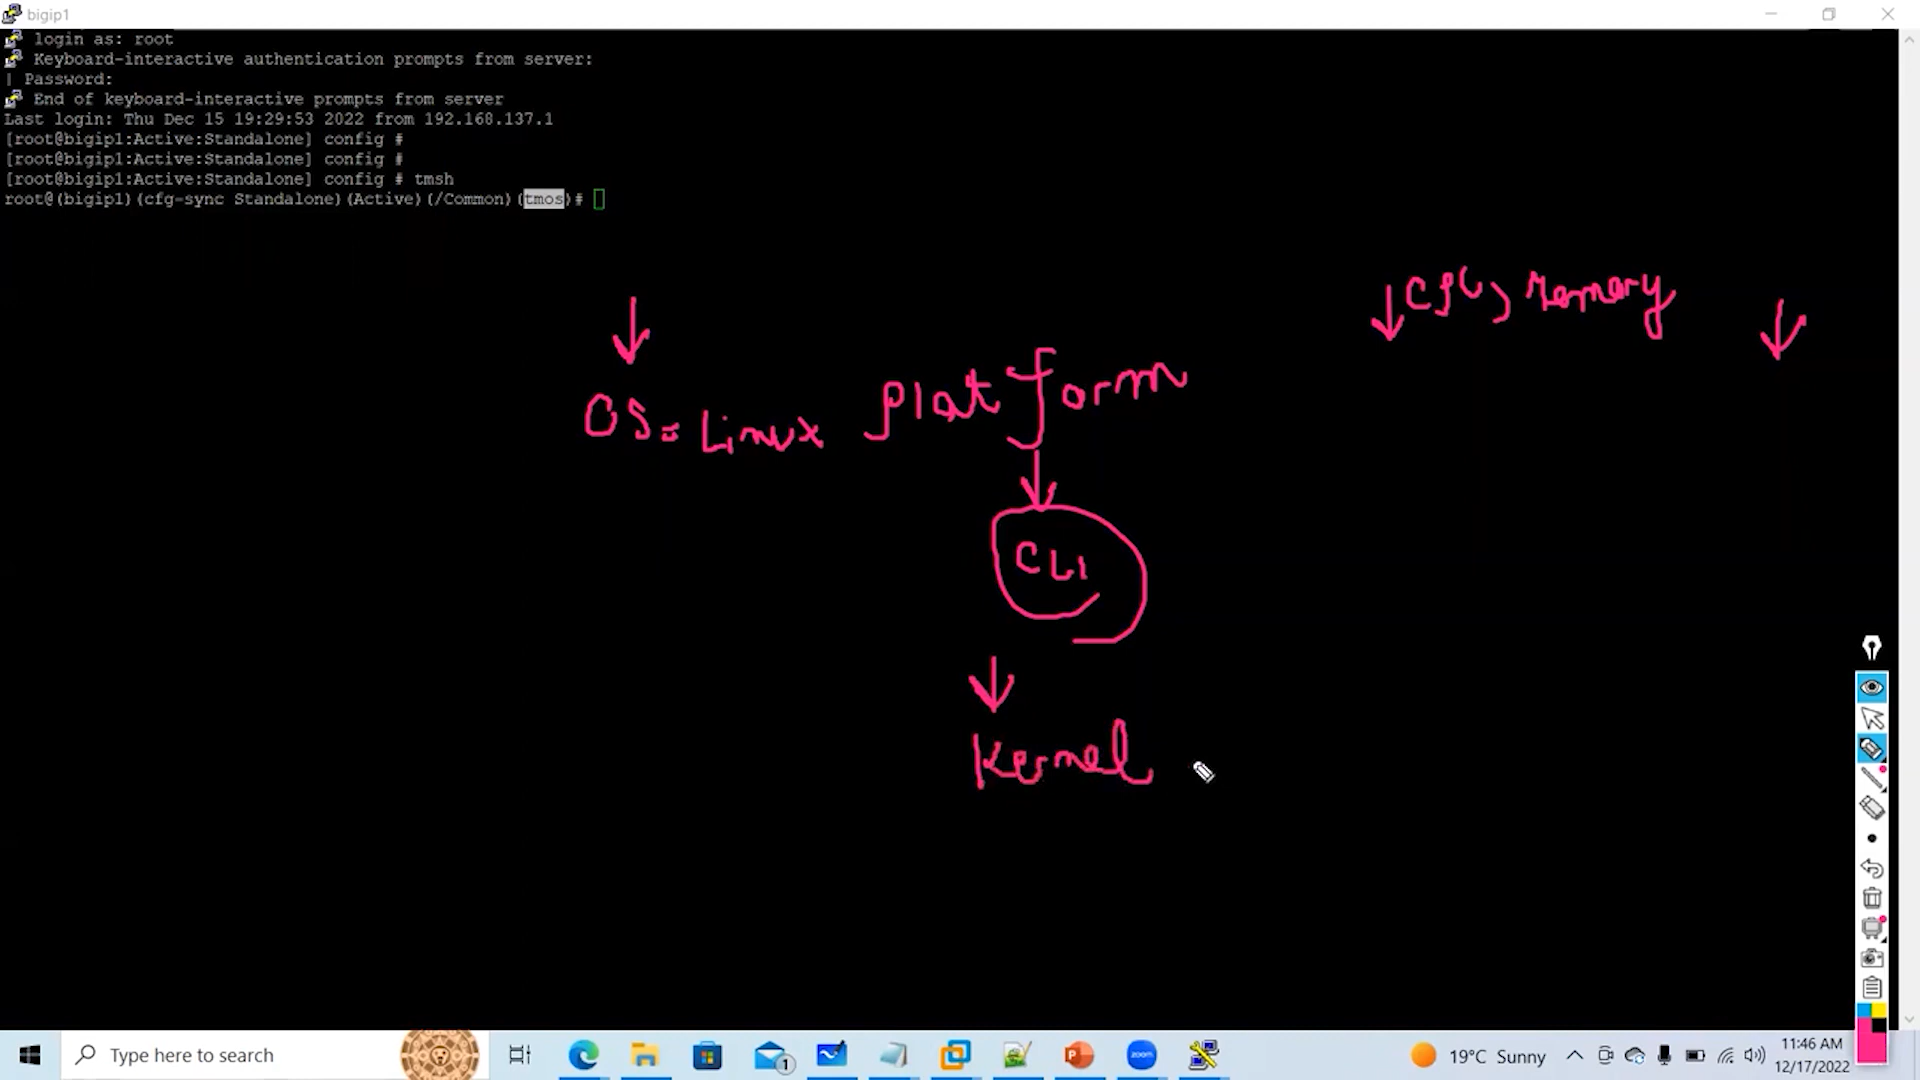 bigip1
login as: root
Keyboard-interactive authentication prompts from server:
| Password:
End of keyboard-interactive prompts from server
Last login: Thu Dec 15 19:29:53 2022 from 192.168.137.1
[root@bigip1:Active:Standalone] config #
[root@bigip1:Active:Standalone] config #
[root@bigip1:Active:Standalone] config # tmsh
root@(bigip1)(cfg-sync Standalone)(Active)(/Common)(tmos)#
CPU, Memory
OS = Linux platform
CLI
Kernel
Type here to search
1
zoom
19°C Sunny
11:46 AM
12/17/2022